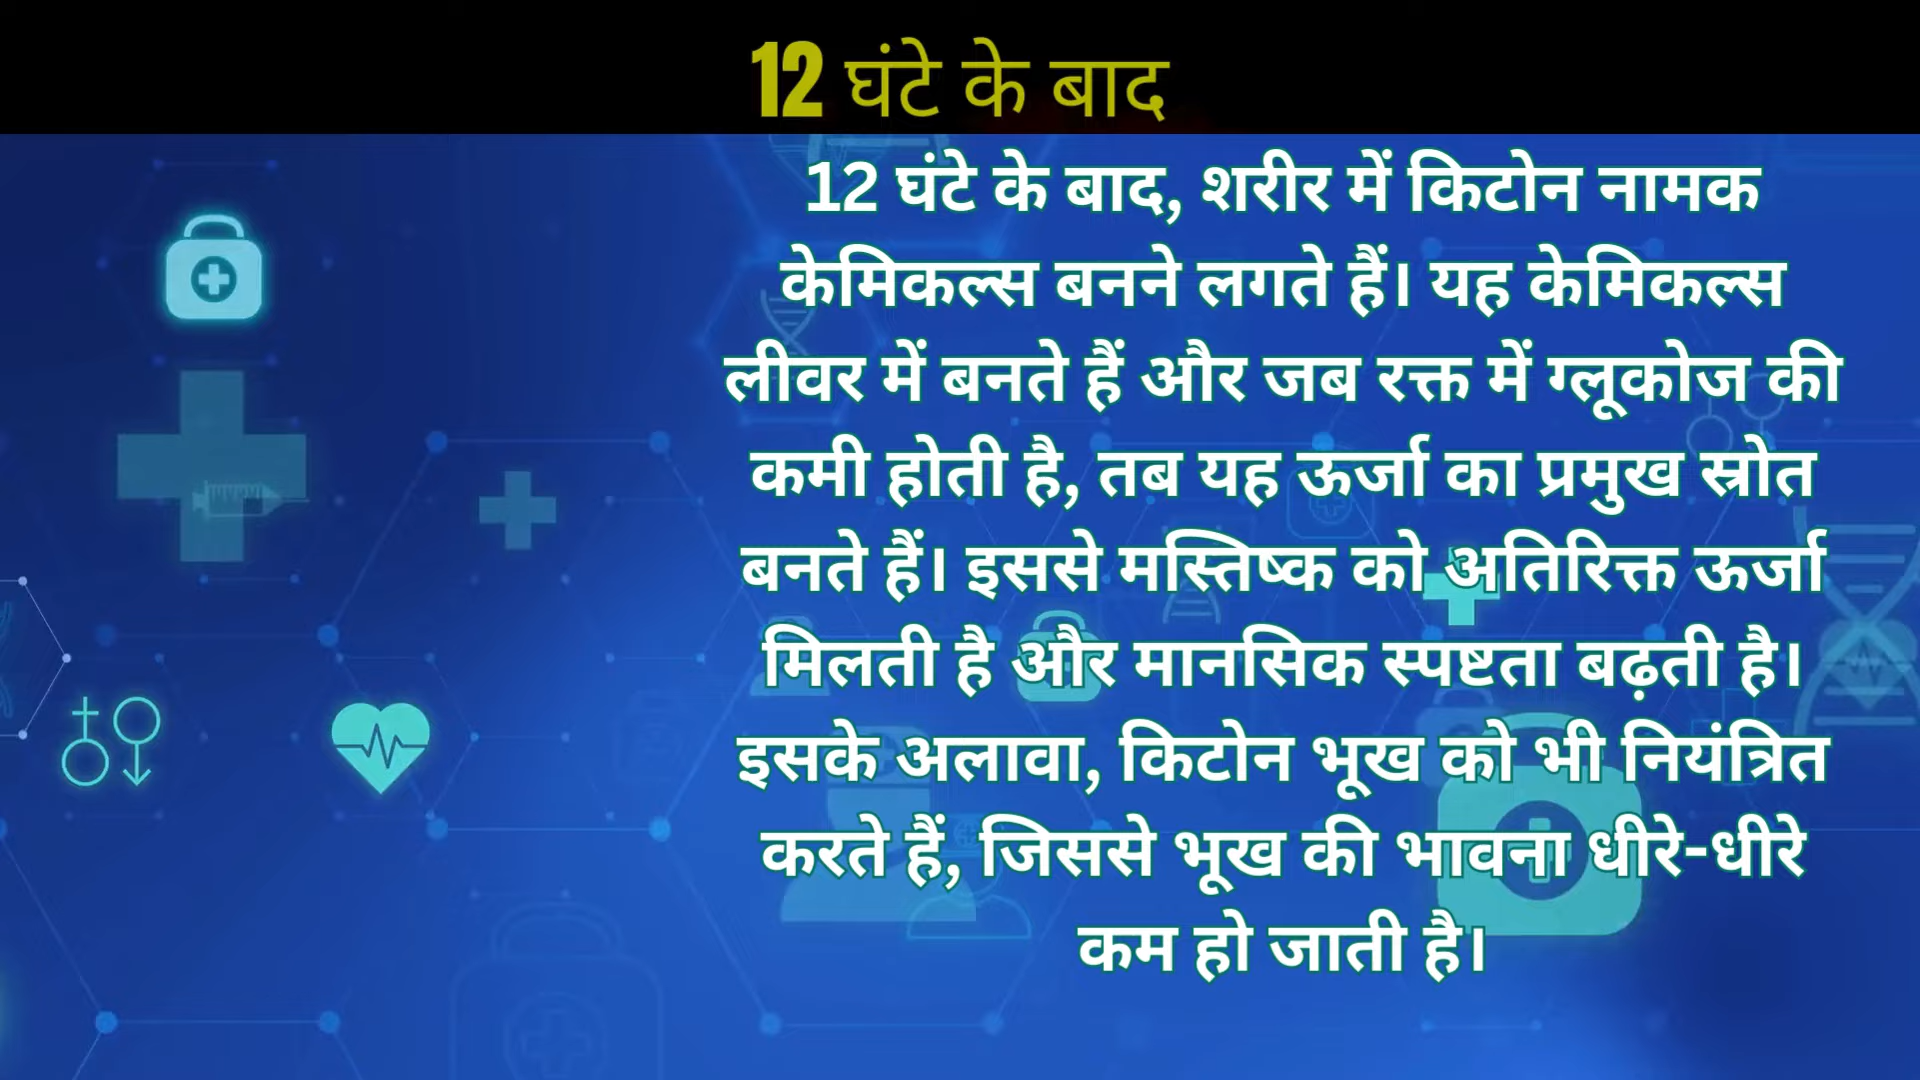 12 घंटे के बाद
12 घंटे के बाद, शरीर में किटोन नामक
केमिकल्स बनने लगते हैं। यह केमिकल्स
लीवर में बनते हैं और जब रक्त में ग्लूकोज की
कमी होती है, तब यह ऊर्जा का प्रमुख स्रोत
बनते हैं। इससे मस्तिष्क को अतिरिक्त ऊर्जा
मिलती है और मानसिक स्पष्टता बढ़ती है।
इसके अलावा, किटोन भूख को भी नियंत्रित
करते हैं, जिससे भूख की भावना धीरे-धीरे
कम हो जाती है।